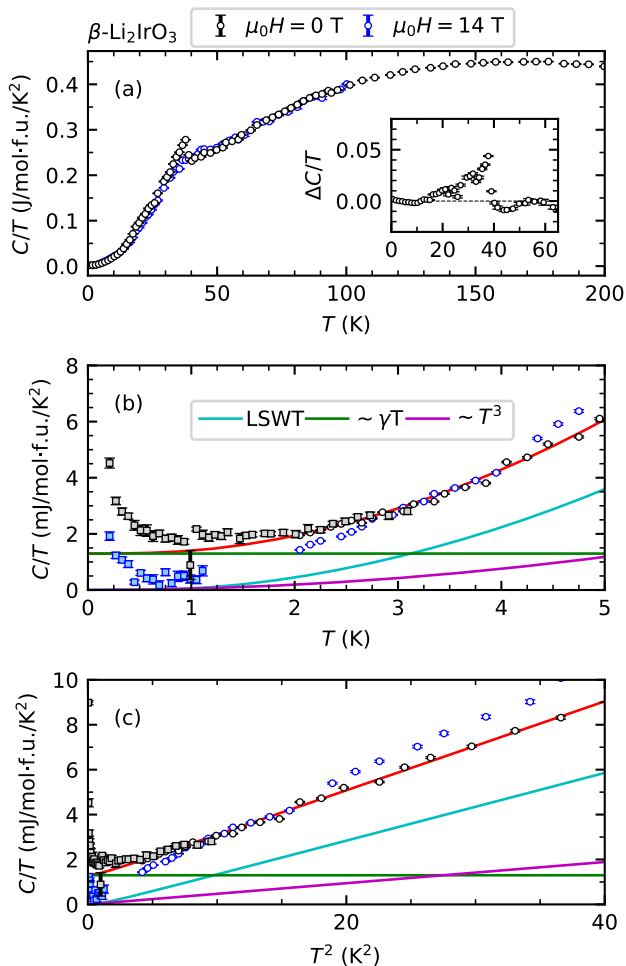 β-Li₂IrO₃
μ₀H = 0 T
μ₀H = 14 T
(a)
C/T (J/mol·f.u./K²)
0.4
0.3
0.2
0.1
0.0
0
50
100
150
200
T (K)
ΔC/T
0.05
0.00
0
20
40
60
(b)
LSWT
~ γT
~ T³
C/T (mJ/mol·f.u./K²)
8
6
4
2
0
0
1
2
3
4
5
T (K)
(c)
C/T (mJ/mol·f.u./K²)
10
8
6
4
2
0
0
20
40
T² (K²)